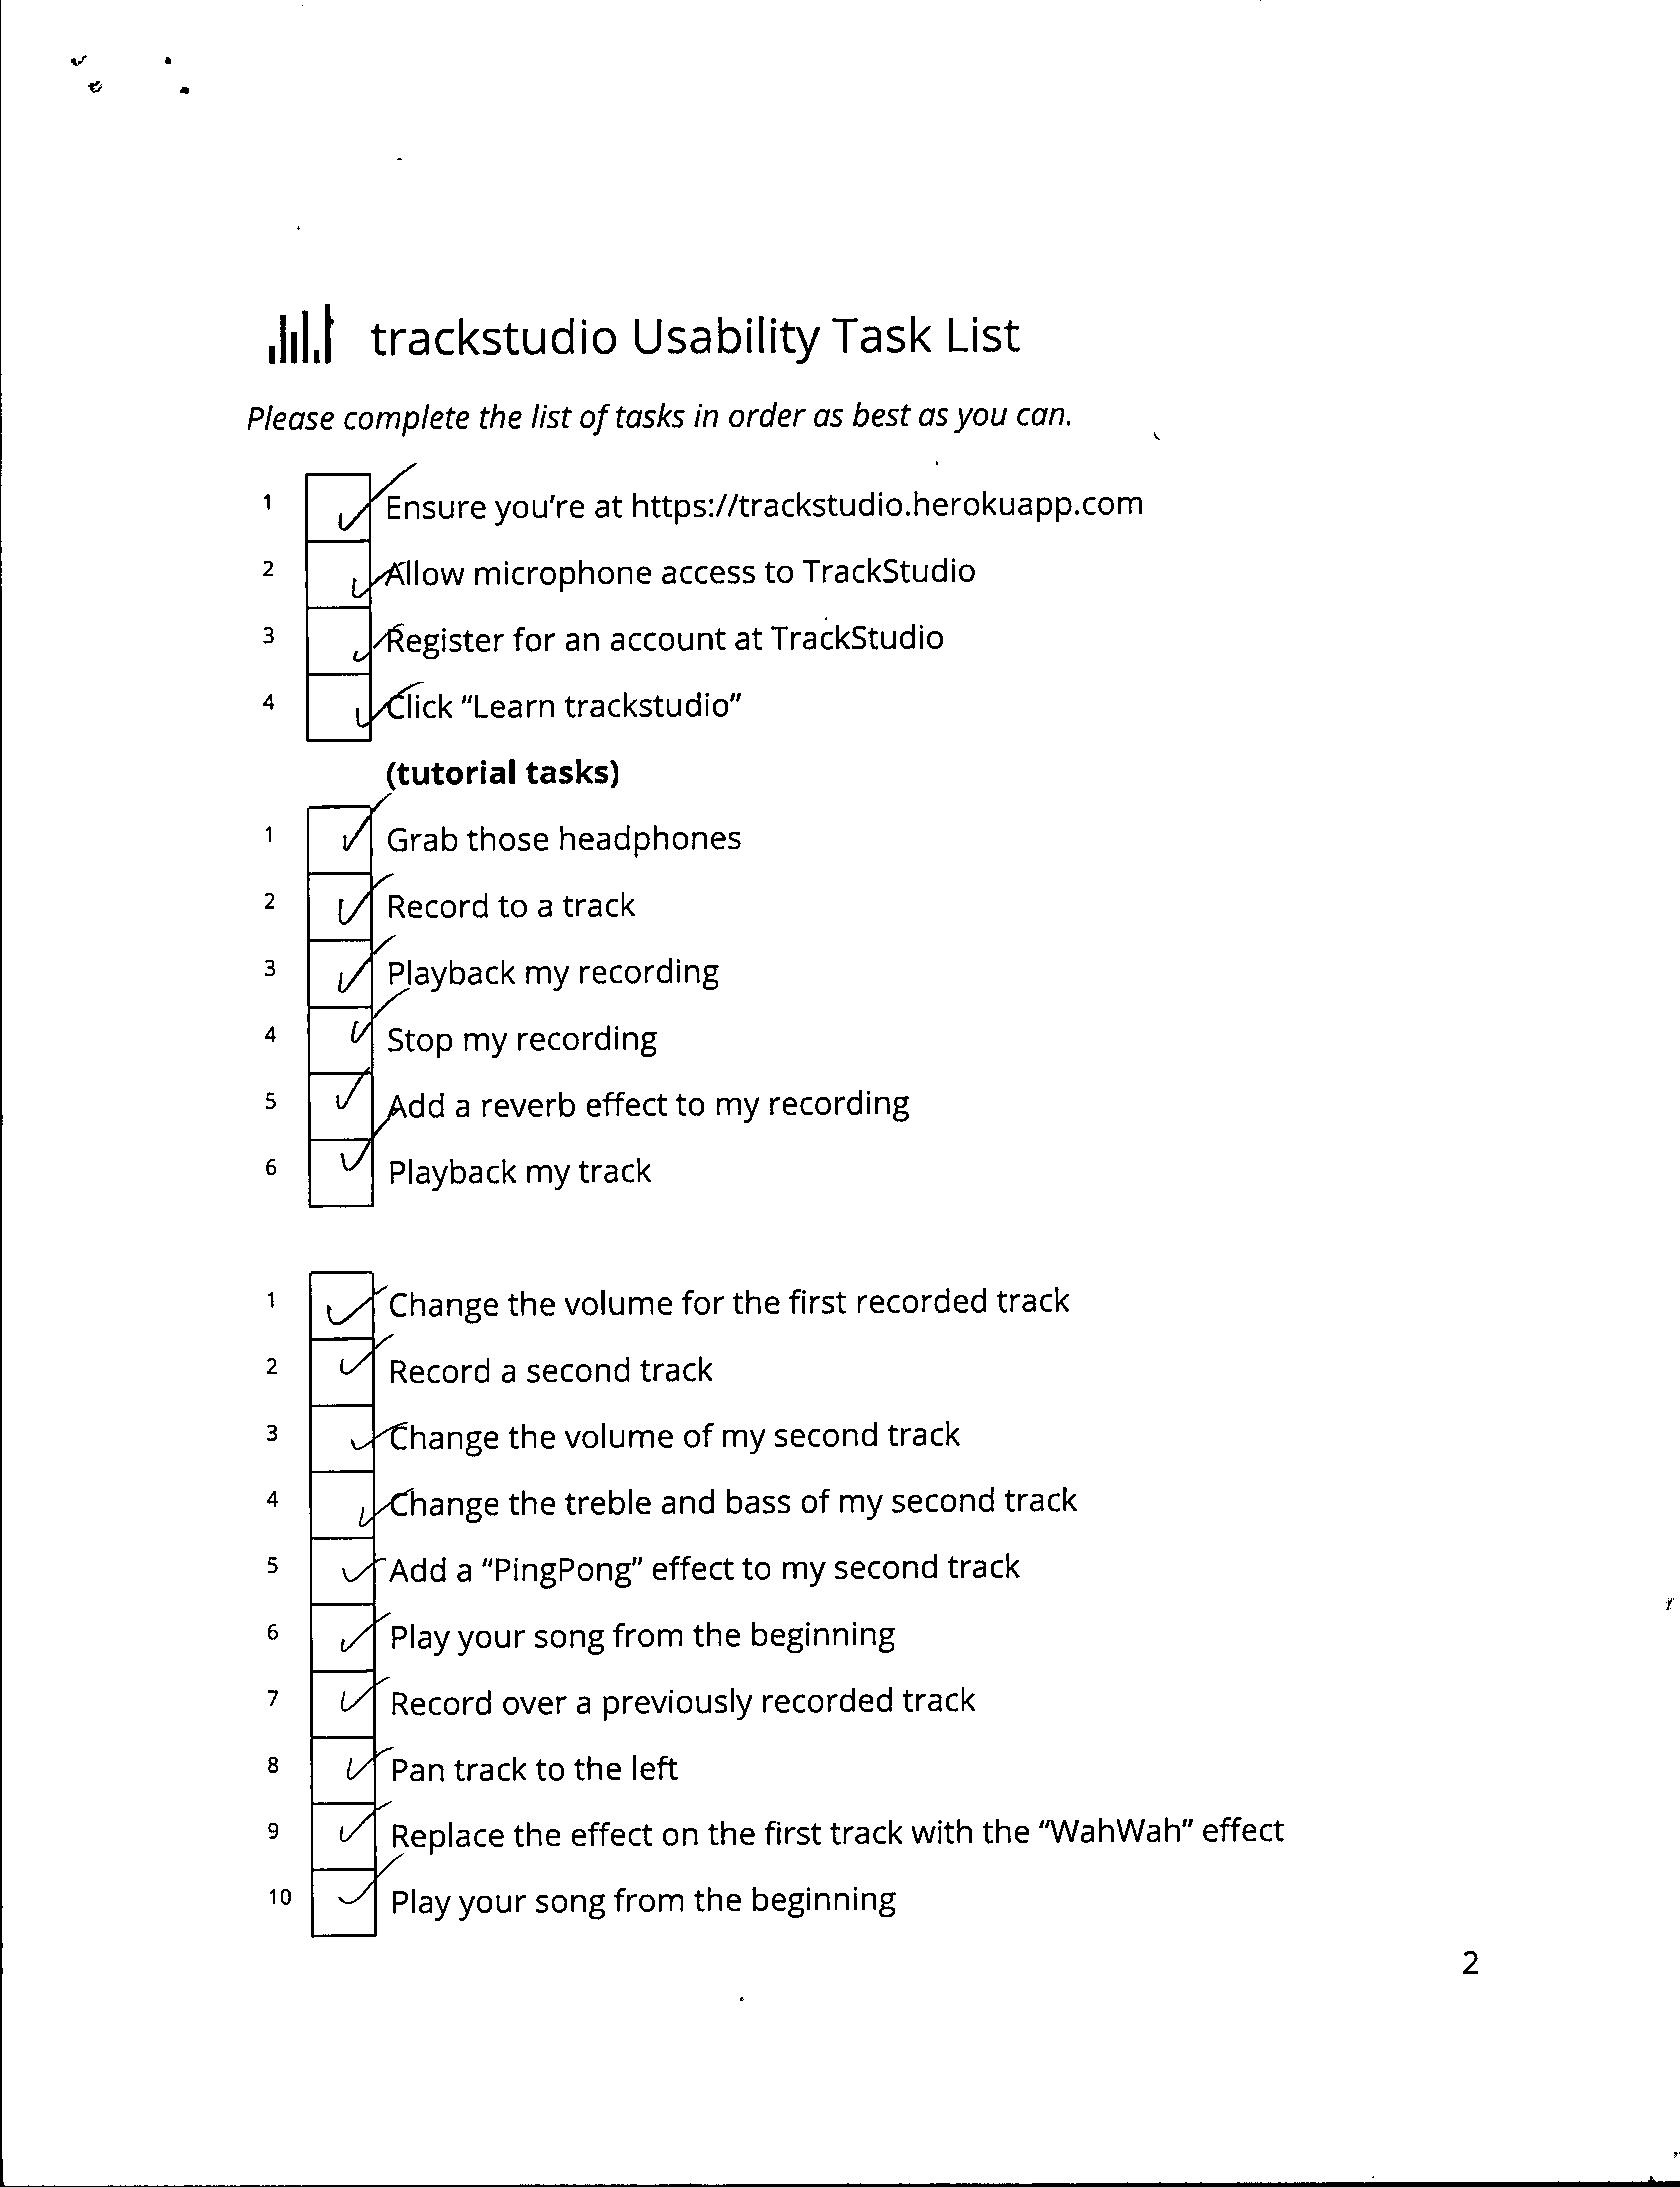 trackstudio Usability Task List
Please complete the list of tasks in order as best as you can.
1 Ensure you're at https://trackstudio.herokuapp.com
2 Allow microphone access to TrackStudio
3 Register for an account at TrackStudio
4 Click “Learn trackstudio”
(tutorial tasks)
1 Grab those headphones
2 Record to a track
3 Playback my recording
4 Stop my recording
5 Add a reverb effect to my recording
6 Playback my track
1 Change the volume for the first recorded track
2 Record a second track
3 Change the volume of my second track
4 Change the treble and bass of my second track
5 Add a “PingPong” effect to my second track
6 Play your song from the beginning
7 Record over a previously recorded track
8 Pan track to the left
9 Replace the effect on the first track with the “WahWah” effect
10 Play your song from the beginning
2